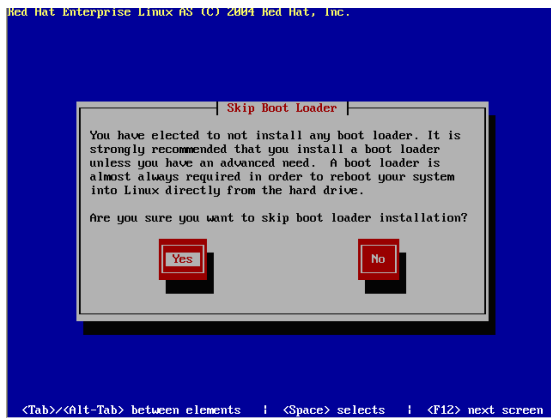 Red Hat Enterprise Linux AS (C) 2004 Red Hat, Inc.
Skip Boot Loader
You have elected to not install any boot loader. It is
strongly recommended that you install a boot loader
unless you have an advanced need.  A boot loader is
almost always required in order to reboot your system
into Linux directly from the hard drive.
Are you sure you want to skip boot loader installation?
Yes No
<Tab>/<Alt-Tab> between elements | <Space> selects | <F12> next screen